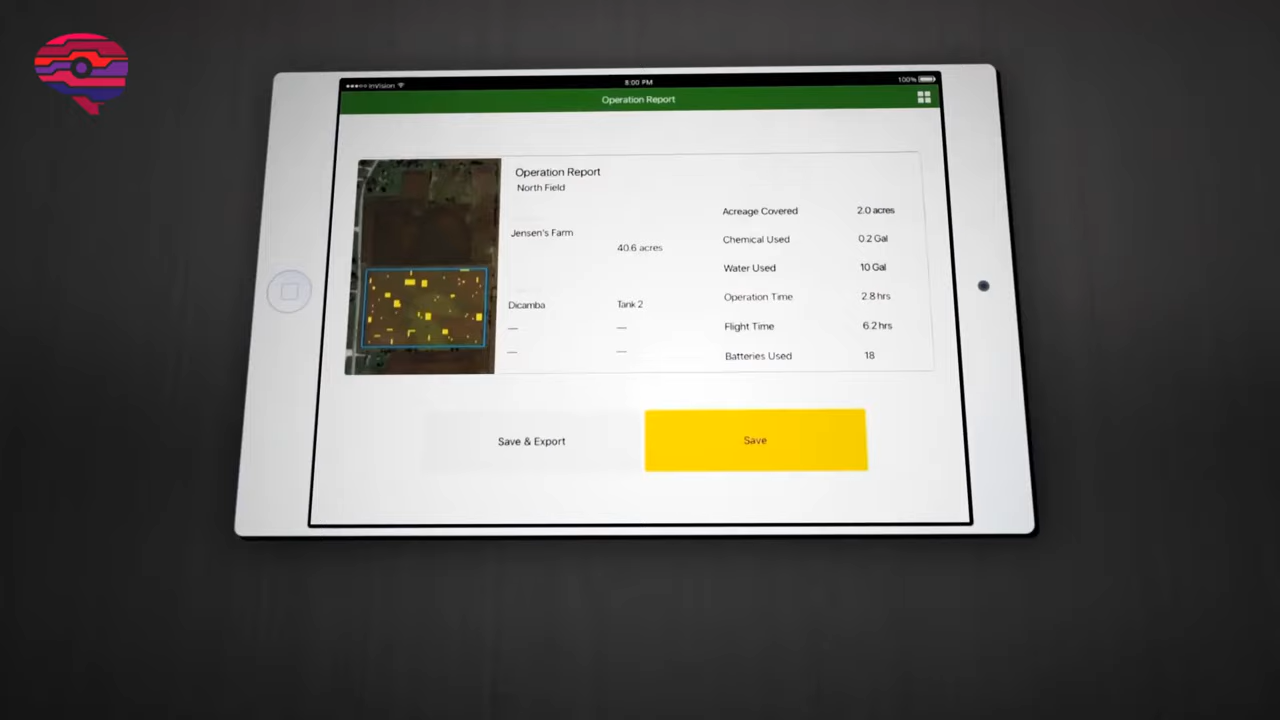 inVision
8:00 PM
100%
Operation Report
Operation Report
North Field
Jensen's Farm
40.6 acres
Dicamba
Tank 2
Acreage Covered 2.0 acres
Chemical Used 0.2 Gal
Water Used 10 Gal
Operation Time 2.8 hrs
Flight Time 6.2 hrs
Batteries Used 18
Save & Export
Save